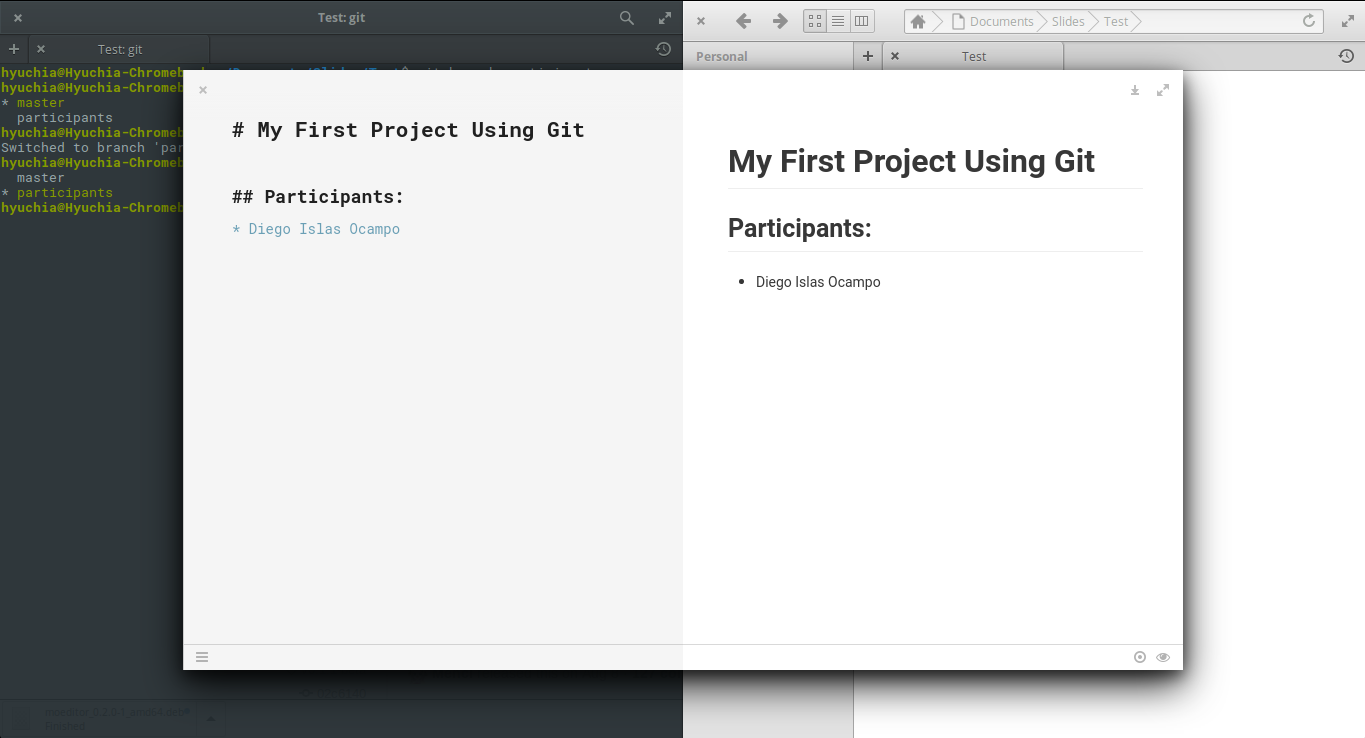 Test: git
Test: git
hyuchia@Hyuchia-Chromeb
hyuchia@Hyuchia-Chromeb
* master
participants
hyuchia@Hyuchia-Chromeb
Switched to branch 'par
hyuchia@Hyuchia-Chromeb
master
* participants
hyuchia@Hyuchia-Chromeb
Documents
Slides
Test
Personal
Test
# My First Project Using Git
## Participants:
* Diego Islas Ocampo
My First Project Using Git
Participants:
• Diego Islas Ocampo